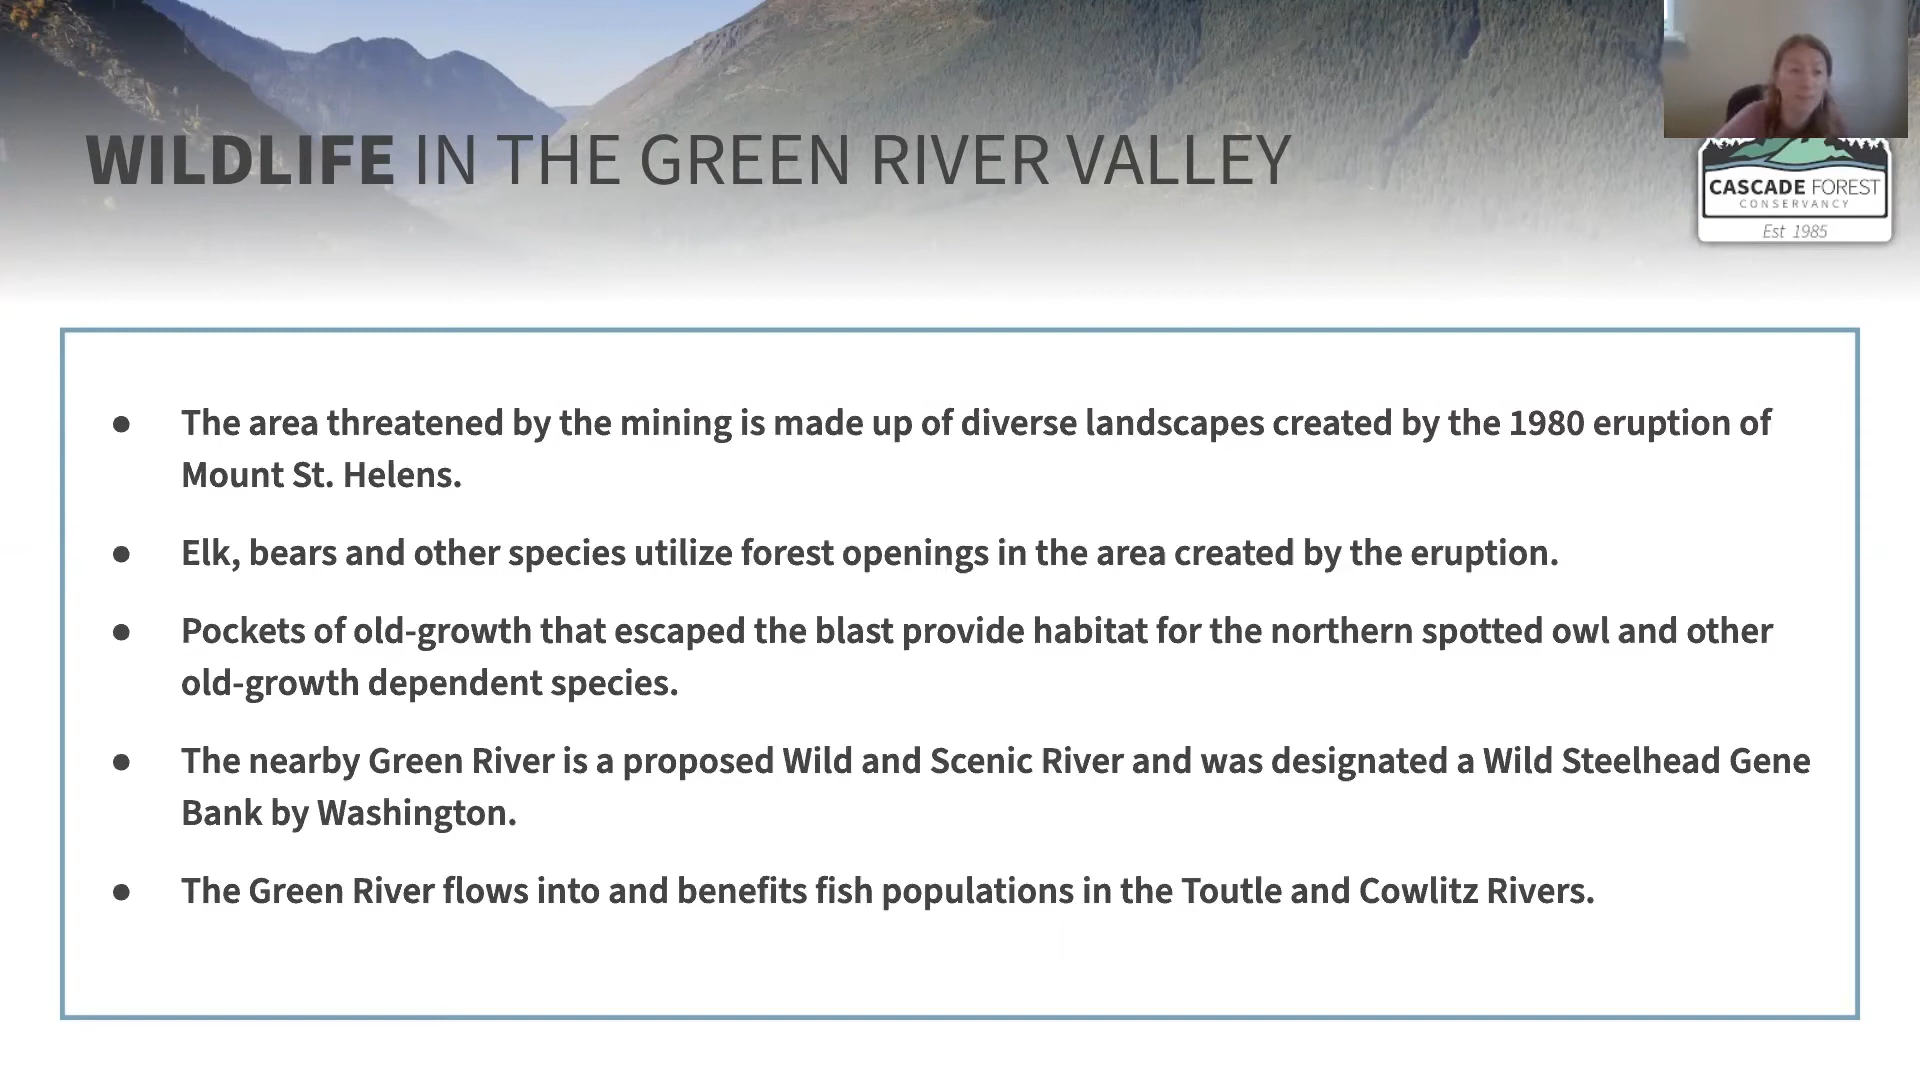 WILDLIFE IN THE GREEN RIVER VALLEY
CASCADE FOREST
CONSERVANCY
Est 1985
● The area threatened by the mining is made up of diverse landscapes created by the 1980 eruption of
Mount St. Helens.
● Elk, bears and other species utilize forest openings in the area created by the eruption.
● Pockets of old-growth that escaped the blast provide habitat for the northern spotted owl and other
old-growth dependent species.
● The nearby Green River is a proposed Wild and Scenic River and was designated a Wild Steelhead Gene
Bank by Washington.
● The Green River flows into and benefits fish populations in the Toutle and Cowlitz Rivers.